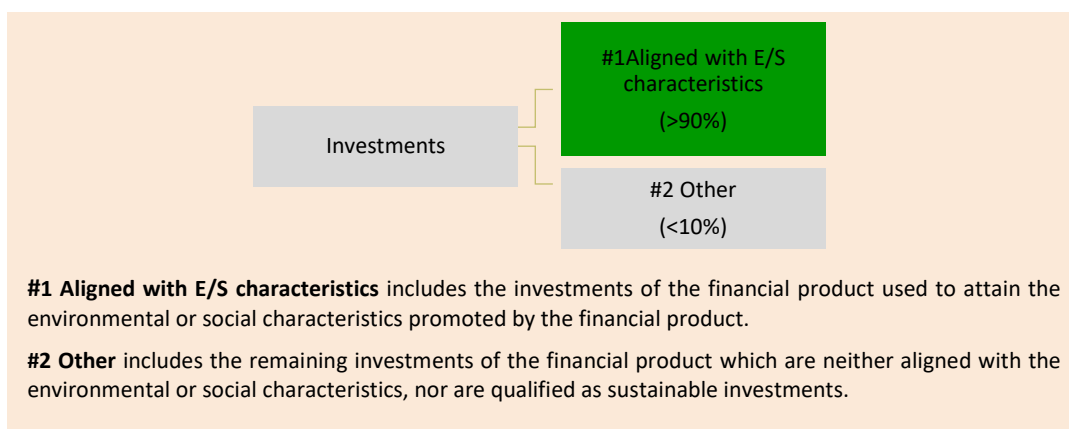 #1Aligned with E/S
characteristics
(>90%)
Investments
#2 Other
(<10%)
#1 Aligned with E/S characteristics includes the investments of the financial product used to attain the
environmental or social characteristics promoted by the financial product.
#2 Other includes the remaining investments of the financial product which are neither aligned with the
environmental or social characteristics, nor are qualified as sustainable investments.